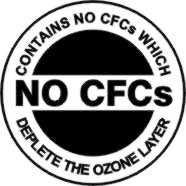 CONTAINS NO CFCs WHICH
NO CFCs
DEPLETE THE OZONE LAYER